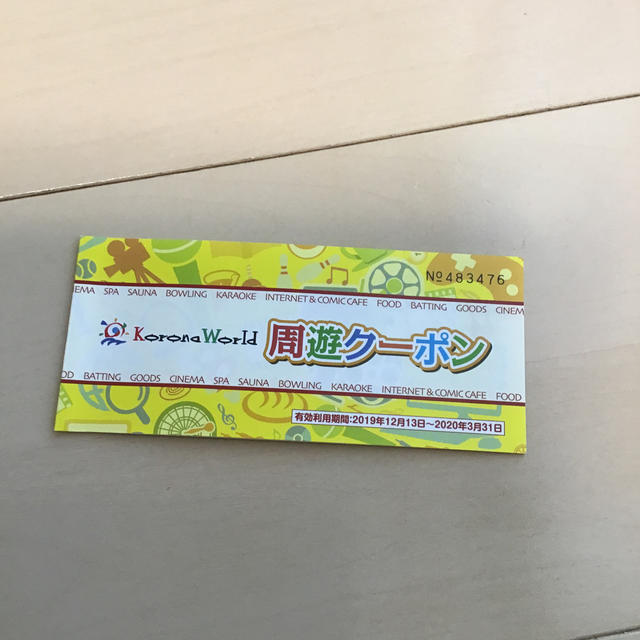 №483476
EMA SPA SAUNA BOWLING KARAOKE INTERNET & COMIC CAFE FOOD BATTING GOODS CINEM
Korona World 周遊クーポン
OD BATTING GOODS CINEMA SPA SAUNA BOWLING KARAOKE INTERNET & COMIC CAFE FOOD
有効利用期間:2019年12月13日~2020年3月31日